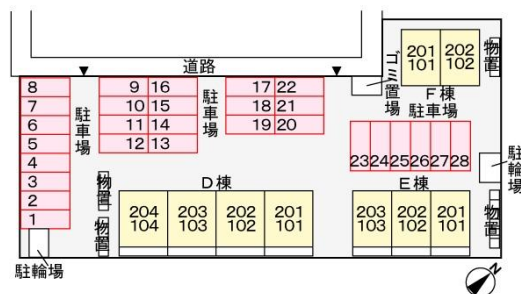 道路
ゴミ置場
201 202
101 102
F棟
物置
8
7
6
5
4
3
2
1
駐車場
9 16
10 15
11 14
12 13
駐車場
17 22
18 21
19 20
駐車場
23 24 25 26 27 28
駐輪場
物置
物置
D棟
204 203 202 201
104 103 102 101
E棟
203 202 201
103 102 101
物置
駐輪場
N